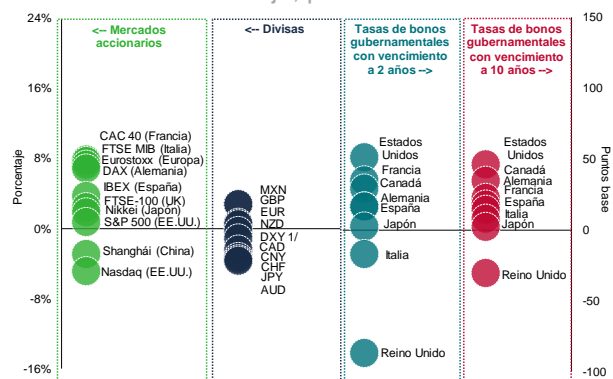 24%
16%
8%
0%
-8%
-16%
Porcentaje
<-- Mercados
accionarios
CAC 40 (Francia)
FTSE MIB (Italia)
Eurostoxx (Europa)
DAX (Alemania)
IBEX (España)
FTSE-100 (UK)
Nikkei (Japón)
S&P 500 (EE.UU.)
Shanghái (China)
Nasdaq (EE.UU.)
<-- Divisas
MXN
GBP
EUR
NZD
DXY 1/
CAD
CNY
CHF
JPY
AUD
Tasas de bonos
gubernamentales
con vencimiento
a 2 años -->
Estados
Unidos
Francia
Canadá
Alemania
España
Japón
Italia
Reino Unido
Tasas de bonos
gubernamentales
con vencimiento
a 10 años -->
Estados
Unidos
Canadá
Alemania
Francia
España
Italia
Japón
Reino Unido
150
100
50
0
-50
-100
Puntos base